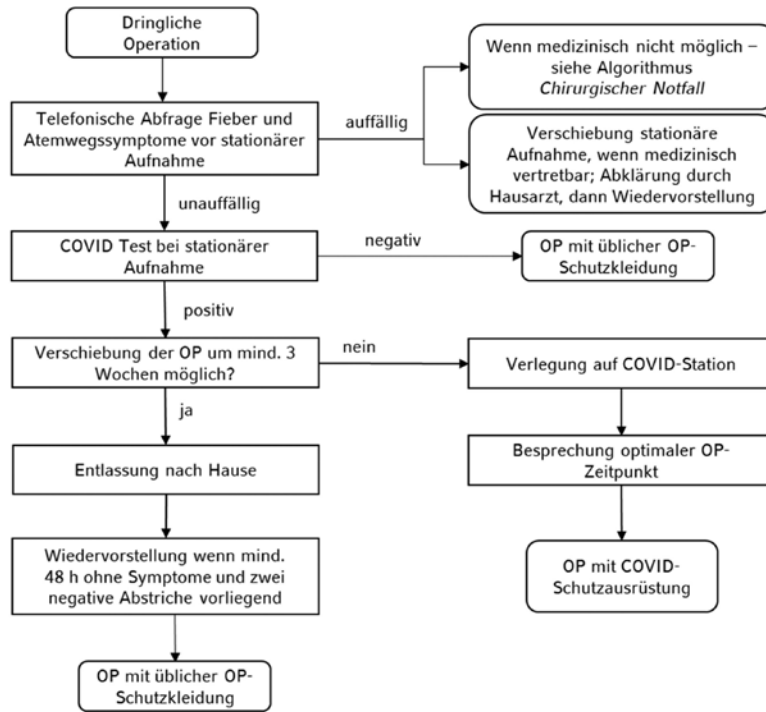 Dringliche
Operation
Wenn medizinisch nicht möglich –
siehe Algorithmus
Chirurgischer Notfall
Telefonische Abfrage Fieber und
Atemwegssymptome vor stationärer
Aufnahme
auffällig
Verschiebung stationäre
Aufnahme, wenn medizinisch
vertretbar; Abklärung durch
Hausarzt, dann Wiedervorstellung
unauffällig
COVID Test bei stationärer
Aufnahme
negativ
OP mit üblicher OP-
Schutzkleidung
positiv
Verschiebung der OP um mind. 3
Wochen möglich?
nein
Verlegung auf COVID-Station
ja
Entlassung nach Hause
Besprechung optimaler OP-
Zeitpunkt
Wiedervorstellung wenn mind.
48 h ohne Symptome und zwei
negative Abstriche vorliegend
OP mit COVID-
Schutzausrüstung
OP mit üblicher OP-
Schutzkleidung